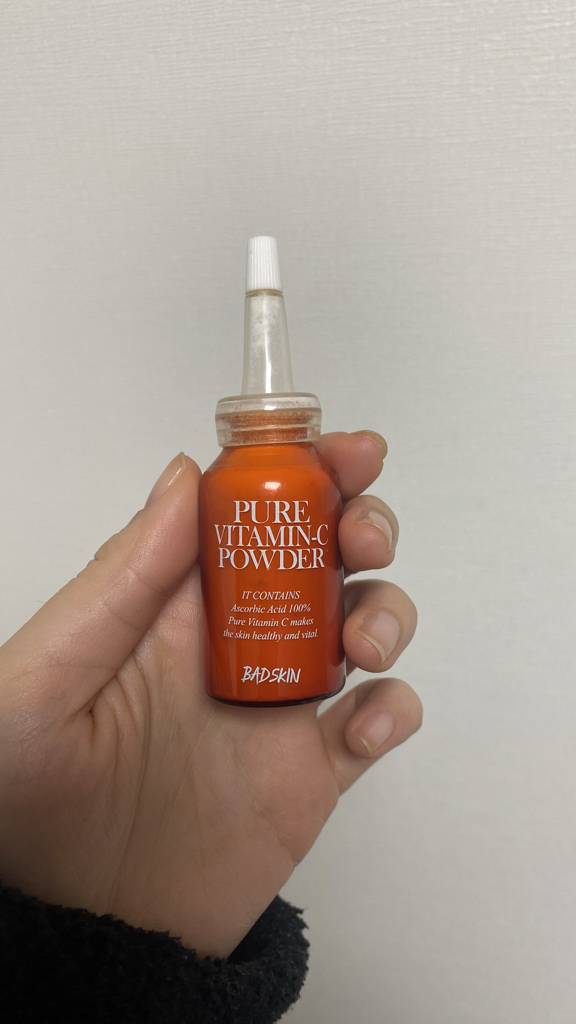 PURE
VITAMIN-C
POWDER
IT CONTAINS
Ascorbic Acid 100%
Pure Vitamin C makes
the skin healthy and vital.
BADSKIN